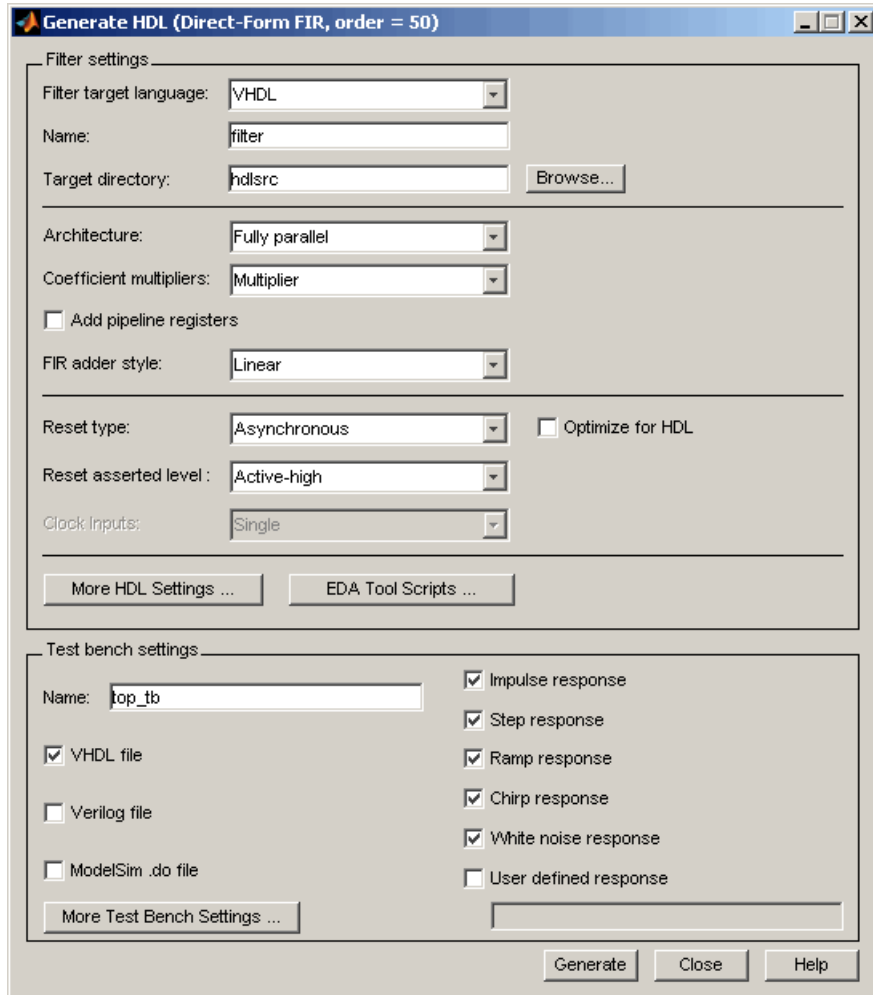 Generate HDL (Direct-Form FIR, order = 50)
Filter settings
Filter target language: VHDL
Name: filter
Target directory: hdlsrc Browse...
Architecture: Fully parallel
Coefficient multipliers: Multiplier
Add pipeline registers
FIR adder style: Linear
Reset type: Asynchronous Optimize for HDL
Reset asserted level : Active-high
Clock Inputs: Single
More HDL Settings ... EDA Tool Scripts ...
Test bench settings
Name: top_tb
VHDL file
Verilog file
ModelSim .do file
More Test Bench Settings ...
Impulse response
Step response
Ramp response
Chirp response
White noise response
User defined response
Generate Close Help